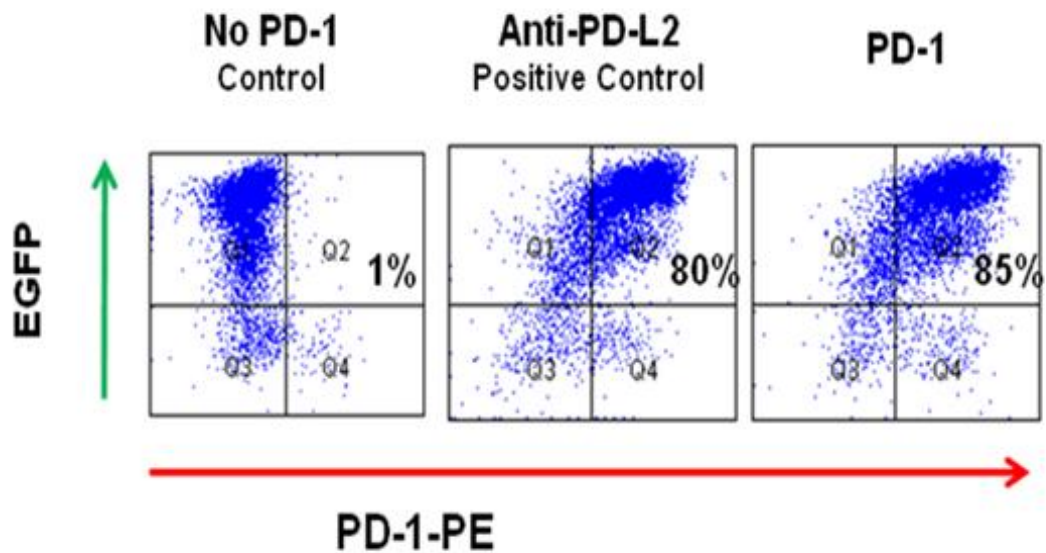 No PD-1
Control
Anti-PD-L2
Positive Control
PD-1
EGFP
Q1
Q2
1%
Q3
Q4
Q1
Q2
80%
Q3
Q4
Q1
Q2
85%
Q3
Q4
PD-1-PE